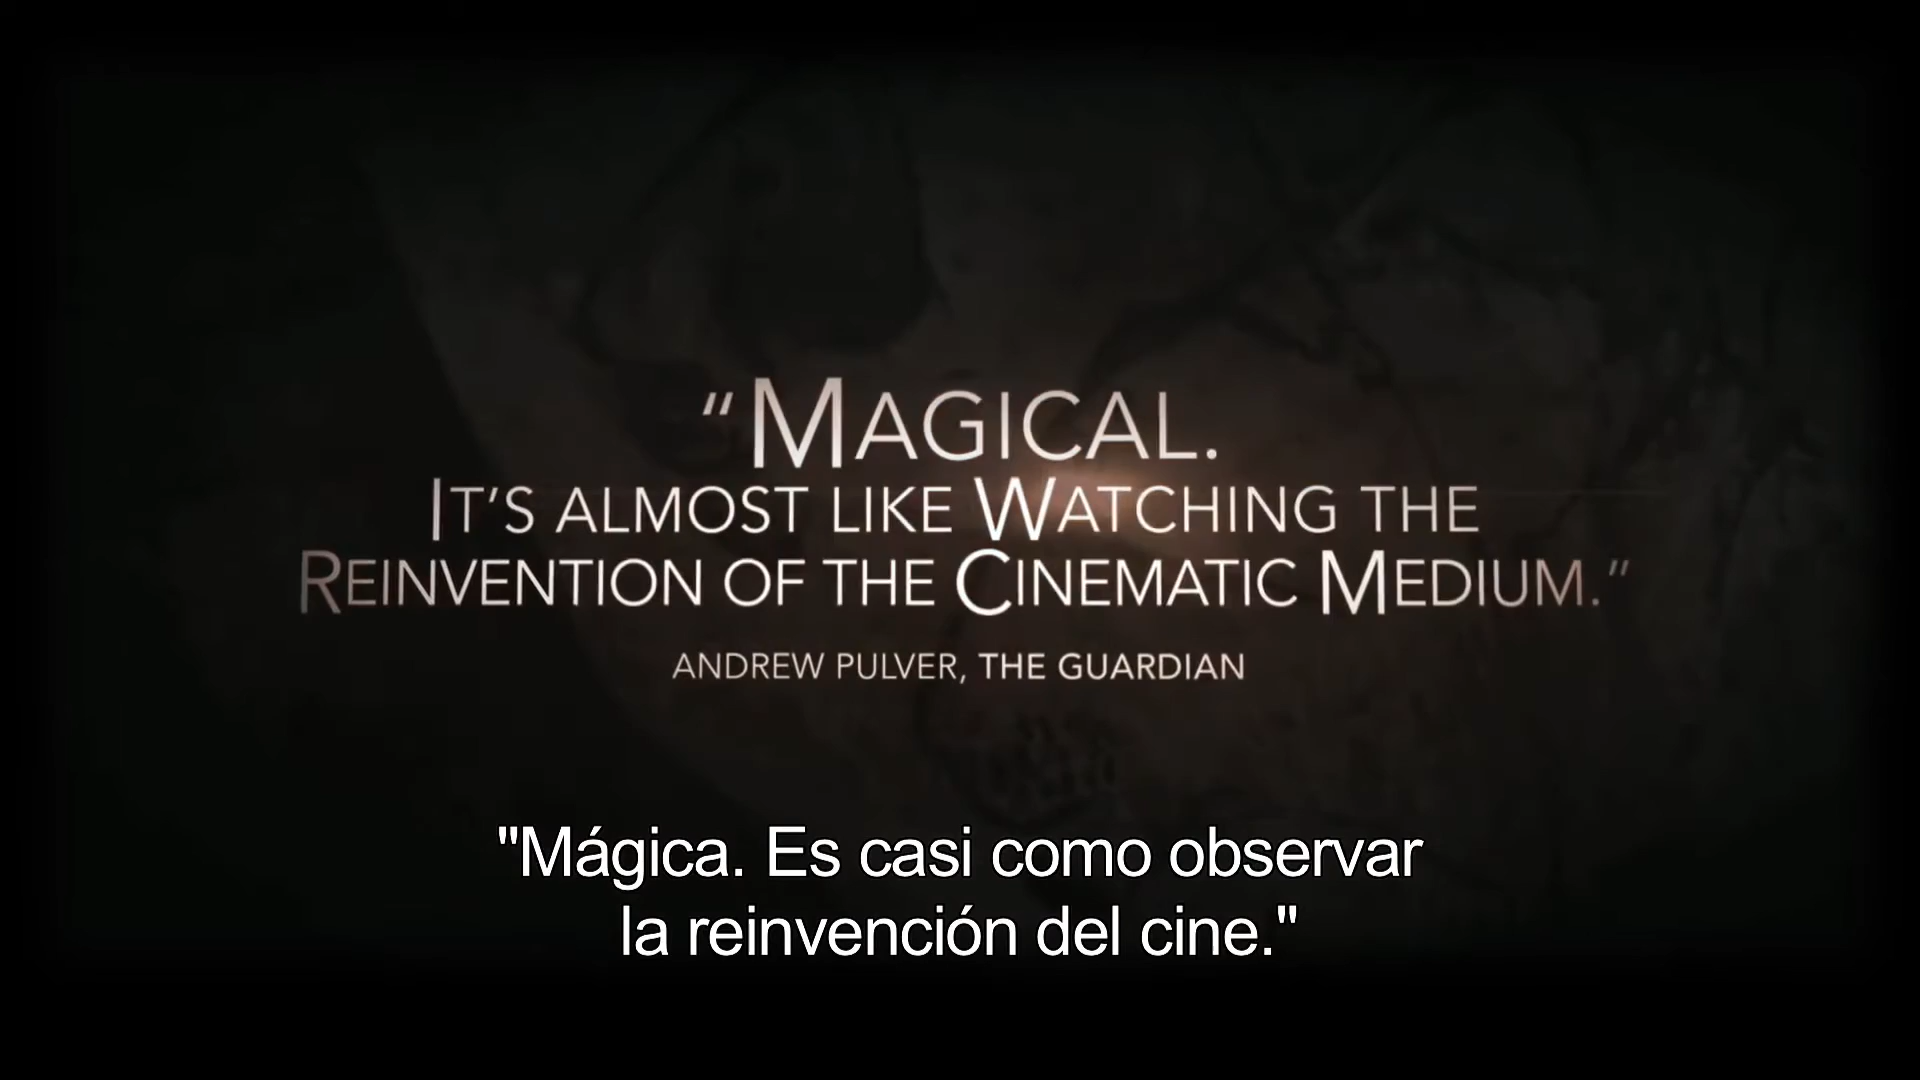 “MAGICAL.
IT’S ALMOST LIKE WATCHING THE
REINVENTION OF THE CINEMATIC MEDIUM.”
ANDREW PULVER, THE GUARDIAN
"Mágica. Es casi como observar
la reinvención del cine."